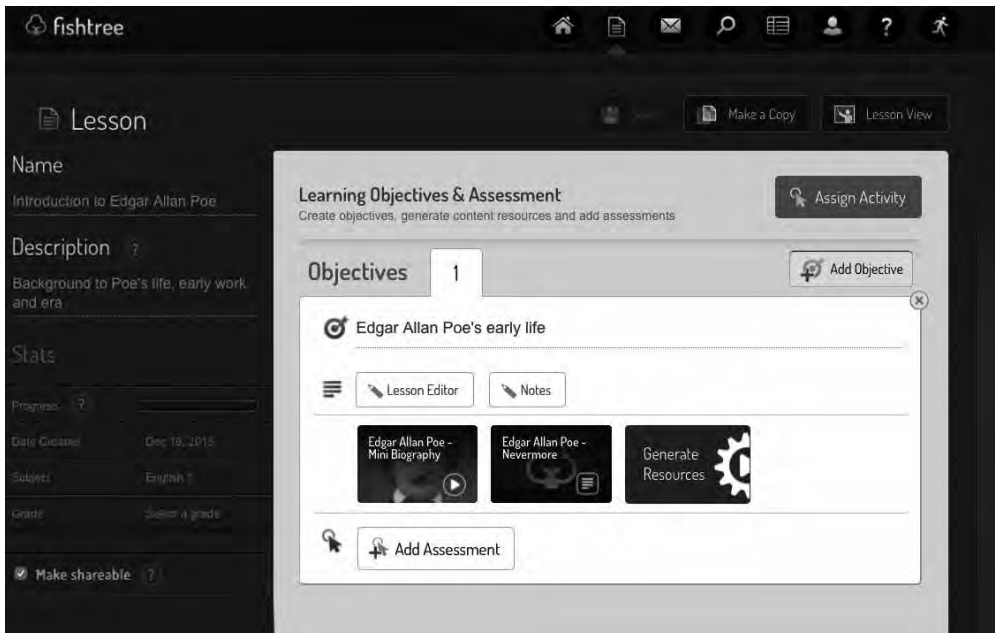 fishtree
?
Lesson
Make a Copy
Lesson View
Name
Introduction to Edgar Allan Poe
Description ?
Background to Poe's life, early work
and era
Stats
Progress ?
Date Created Dec 16, 2015
Subject English 1
Grade Select a grade
Make shareable ?
Learning Objectives & Assessment
Create objectives, generate content resources and add assessments
Assign Activity
Objectives 1
Add Objective
Edgar Allan Poe's early life
Lesson Editor
Notes
Edgar Allan Poe -
Mini Biography
Edgar Allan Poe -
Nevermore
Generate
Resources
Add Assessment